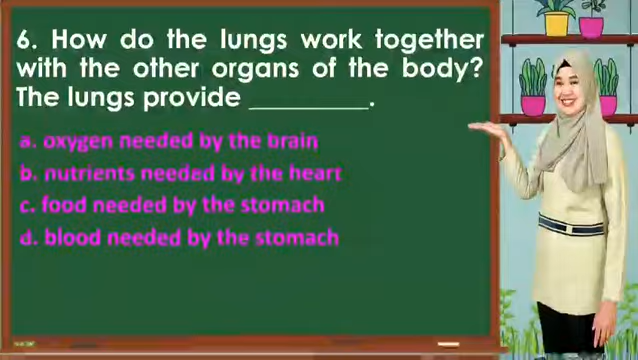 6. How do the lungs work together
with the other organs of the body?
The lungs provide __________.
a. oxygen needed by the brain
b. nutrients needed by the heart
c. food needed by the stomach
d. blood needed by the stomach